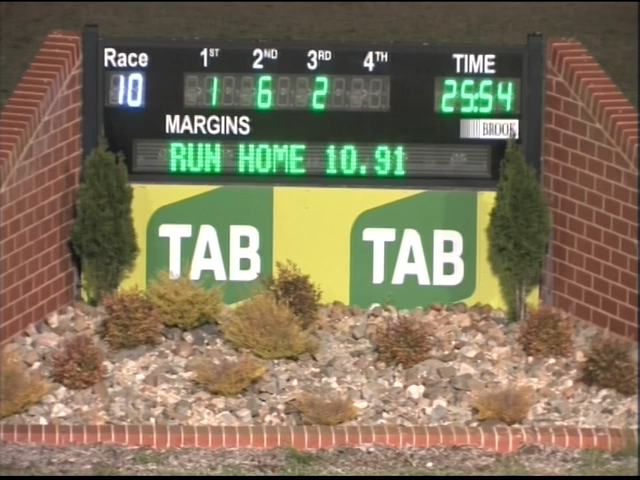 Race 1ST 2ND 3RD 4TH TIME
10 1 6 2 25:54
MARGINS BROOK
RUN HOME 10.91
TAB TAB